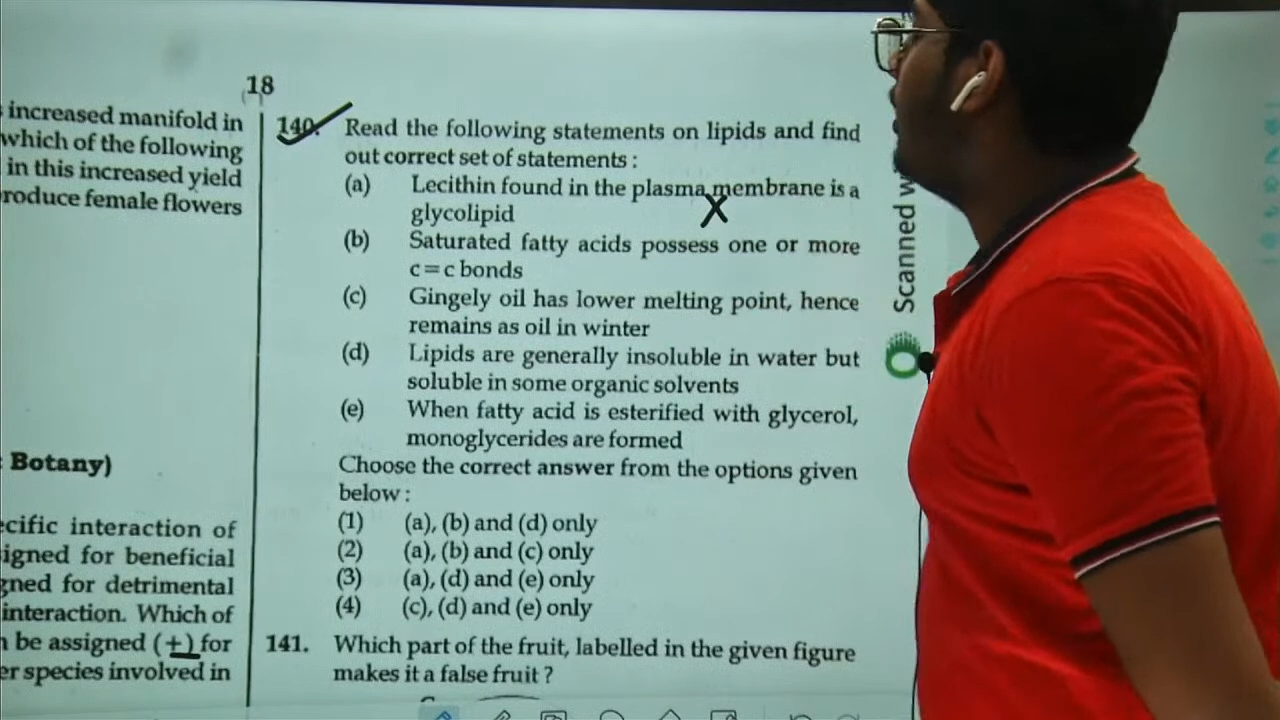 18
increased manifold in
which of the following
in this increased yield
roduce female flowers
Botany)
ecific interaction of
igned for beneficial
gned for detrimental
interaction. Which of
be assigned (+) for
er species involved in
140. Read the following statements on lipids and find
out correct set of statements :
(a) Lecithin found in the plasma membrane is a
glycolipid
X
(b) Saturated fatty acids possess one or more
c=c bonds
(c) Gingely oil has lower melting point, hence
remains as oil in winter
(d) Lipids are generally insoluble in water but
soluble in some organic solvents
(e) When fatty acid is esterified with glycerol,
monoglycerides are formed
Choose the correct answer from the options given
below :
(1) (a), (b) and (d) only
(2) (a), (b) and (c) only
(3) (a), (d) and (e) only
(4) (c), (d) and (e) only
141. Which part of the fruit, labelled in the given figure
makes it a false fruit ?
Scanned w